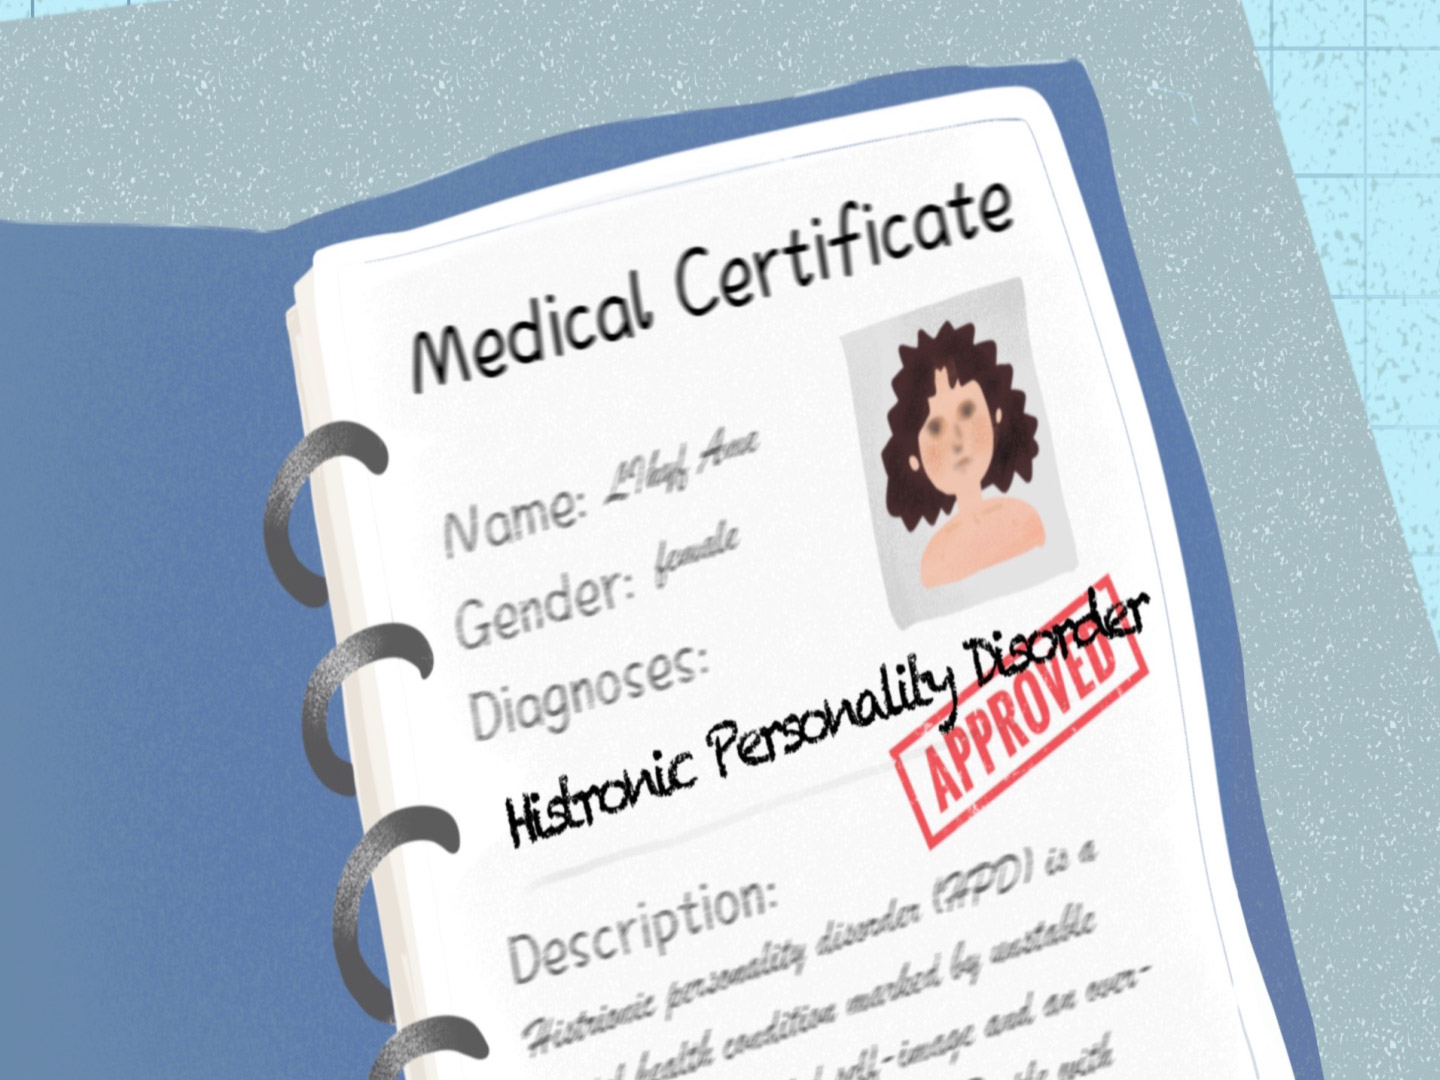 Medical Certificate
Name:
Gender: female
Diagnoses:
Histronic Personality Disorder
APPROVED
Description:
Histrionic personality disorder (HPD) is a
health condition marked by unstable
self-image and an over-
with